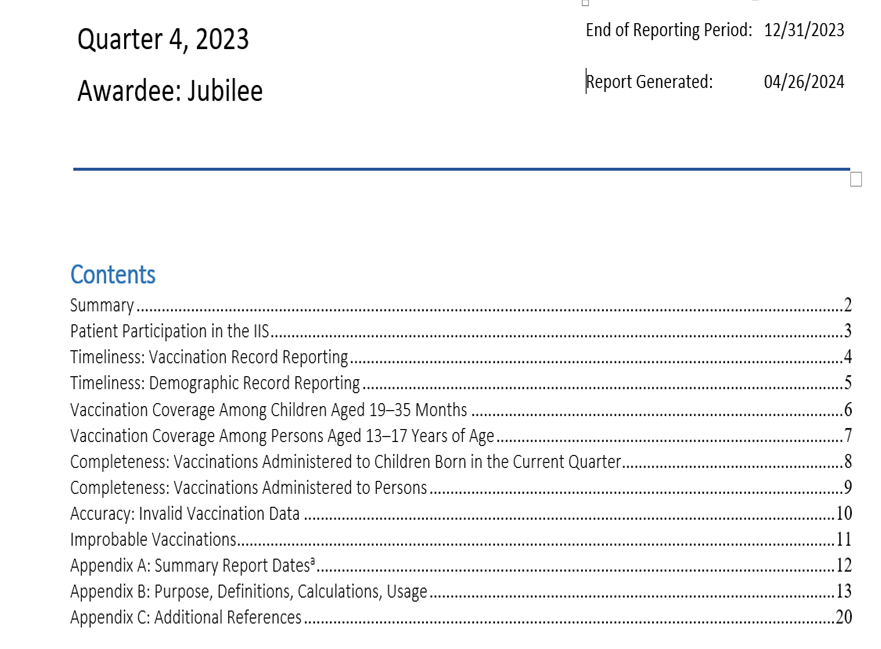 Quarter 4, 2023
End of Reporting Period: 12/31/2023
Awardee: Jubilee
Report Generated: 04/26/2024
Contents
Summary 2
Patient Participation in the IIS 3
Timeliness: Vaccination Record Reporting 4
Timeliness: Demographic Record Reporting 5
Vaccination Coverage Among Children Aged 19–35 Months 6
Vaccination Coverage Among Persons Aged 13–17 Years of Age 7
Completeness: Vaccinations Administered to Children Born in the Current Quarter 8
Completeness: Vaccinations Administered to Persons 9
Accuracy: Invalid Vaccination Data 10
Improbable Vaccinations 11
Appendix A: Summary Report Datesª 12
Appendix B: Purpose, Definitions, Calculations, Usage 13
Appendix C: Additional References 20